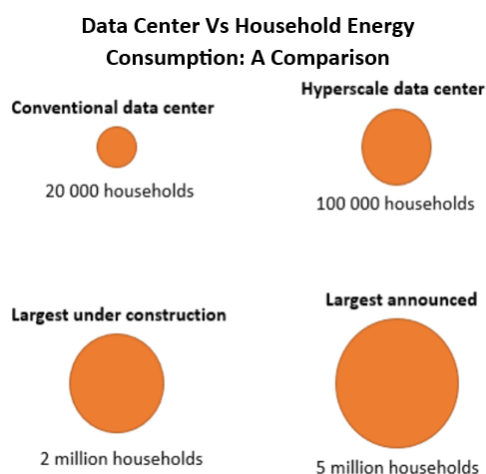 Data Center Vs Household Energy
Consumption: A Comparison
Conventional data center
20 000 households
Hyperscale data center
100 000 households
Largest under construction
2 million households
Largest announced
5 million households